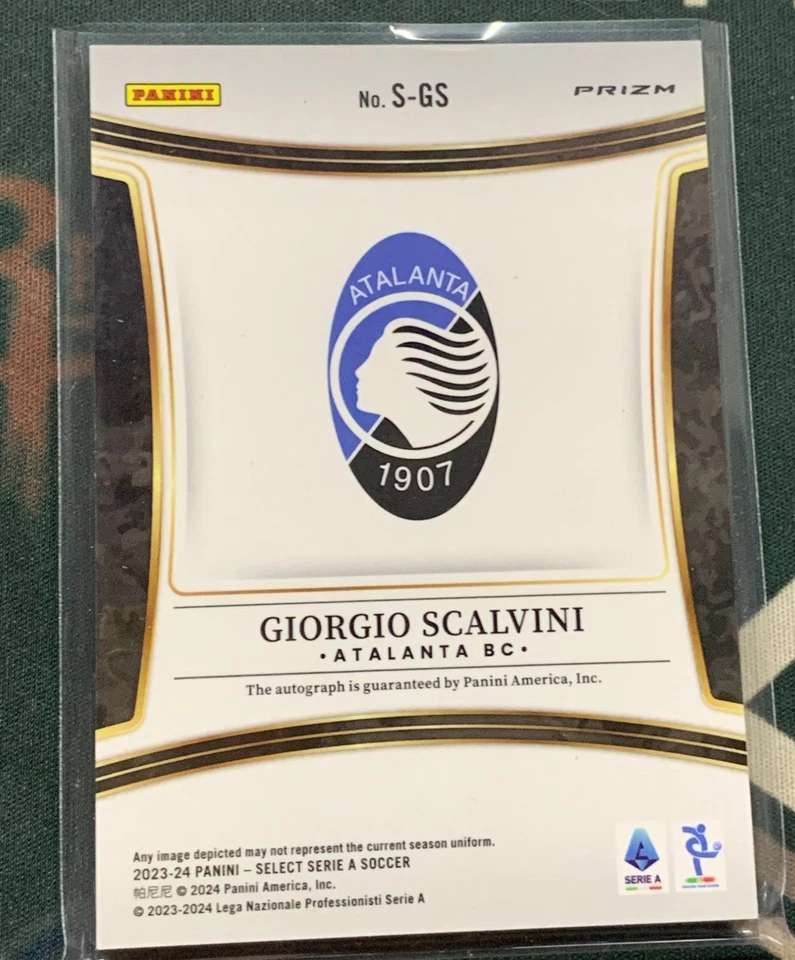 PANINI
No. S-GS
PRIZM
ATALANTA
1907
GIORGIO SCALVINI
•ATALANTA BC•
The autograph is guaranteed by Panini America, Inc.
Any image depicted may not represent the current season uniform.
2023-24 PANINI – SELECT SERIE A SOCCER
帕尼尼 © 2024 Panini America, Inc.
© 2023-2024 Lega Nazionale Professionisti Serie A
SERIE A